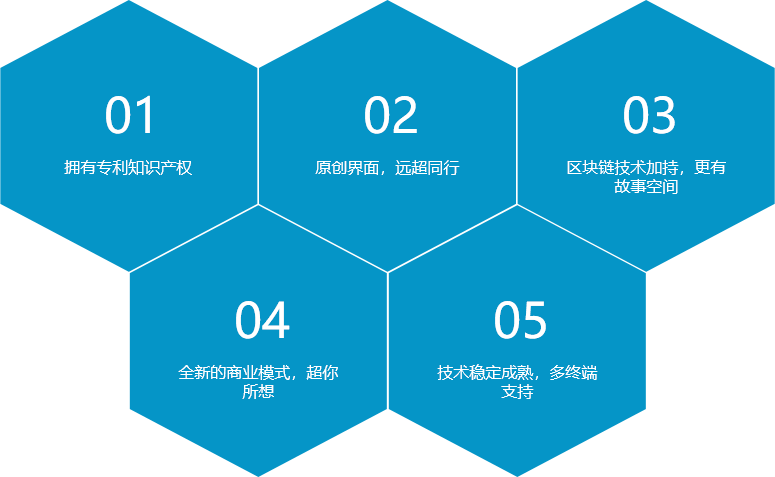 01
拥有专利知识产权
02
原创界面，远超同行
03
区块链技术加持，更有
故事空间
04
全新的商业模式，超你
所想
05
技术稳定成熟，多终端
支持